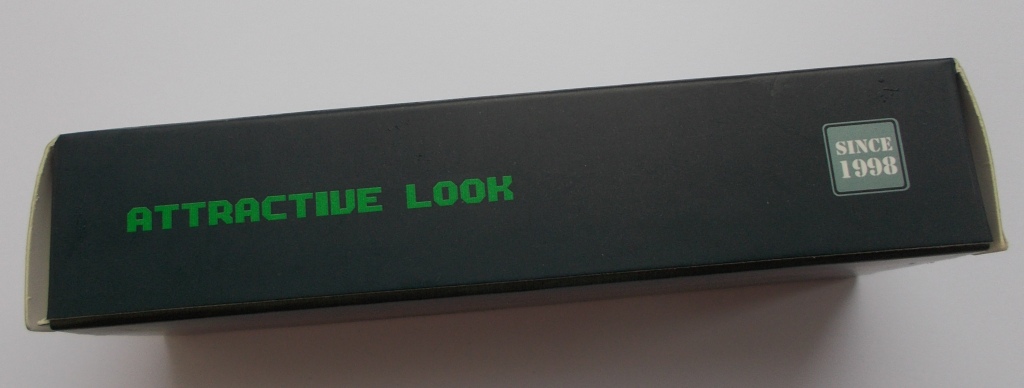 ATTRACTIVE LOOK
SINCE
1998